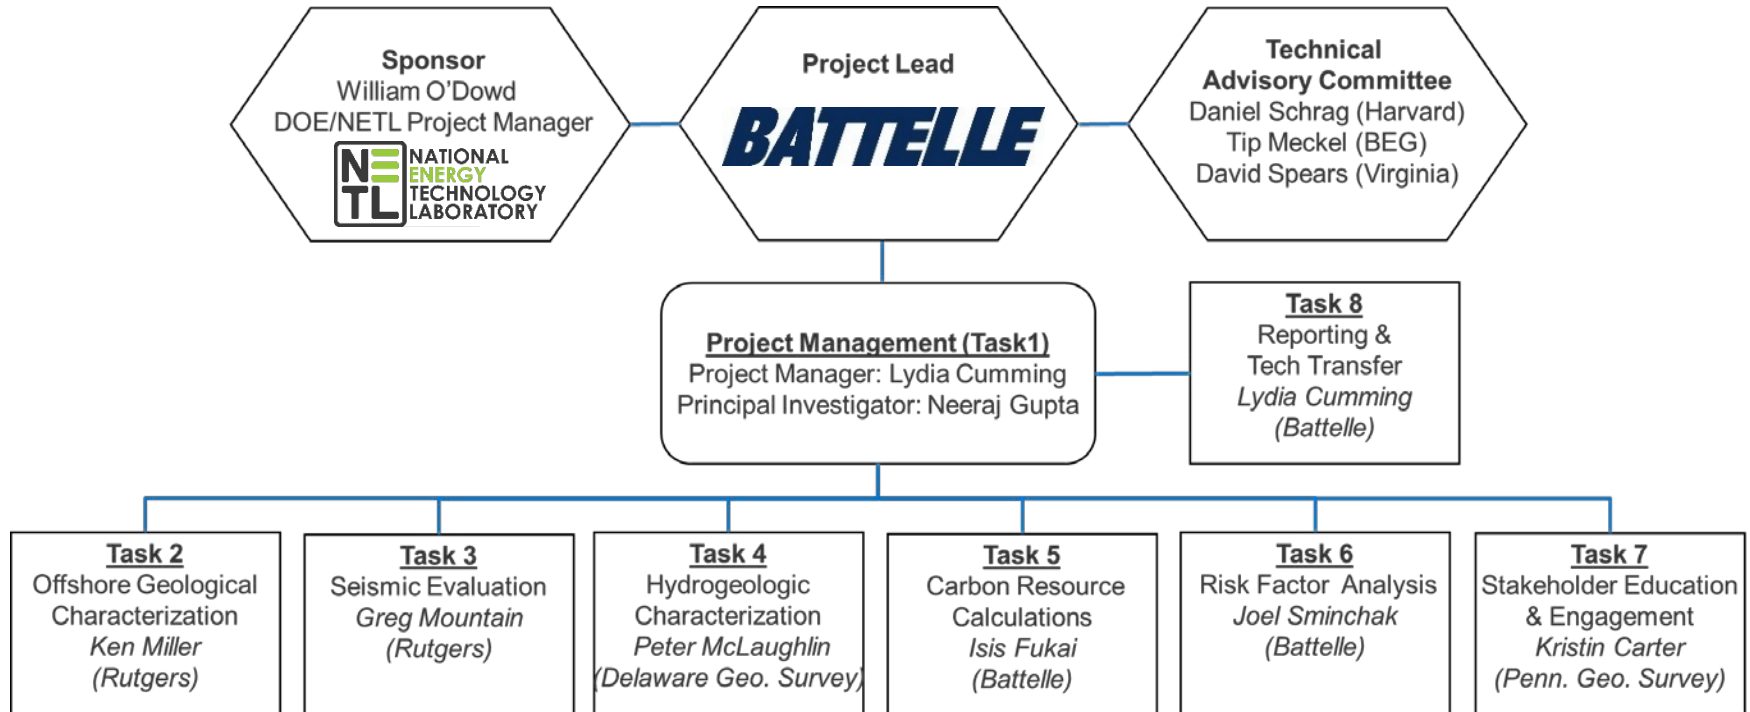 Sponsor
William O'Dowd
DOE/NETL Project Manager
NE
TL
NATIONAL
ENERGY
TECHNOLOGY
LABORATORY
Project Lead
BATTELLE
Technical
Advisory Committee
Daniel Schrag (Harvard)
Tip Meckel (BEG)
David Spears (Virginia)
Project Management (Task1)
Project Manager: Lydia Cumming
Principal Investigator: Neeraj Gupta
Task 8
Reporting &
Tech Transfer
Lydia Cumming
(Battelle)
Task 2
Offshore Geological
Characterization
Ken Miller
(Rutgers)
Task 3
Seismic Evaluation
Greg Mountain
(Rutgers)
Task 4
Hydrogeologic
Characterization
Peter McLaughlin
(Delaware Geo. Survey)
Task 5
Carbon Resource
Calculations
Isis Fukai
(Battelle)
Task 6
Risk Factor Analysis
Joel Sminchak
(Battelle)
Task 7
Stakeholder Education
& Engagement
Kristin Carter
(Penn. Geo. Survey)